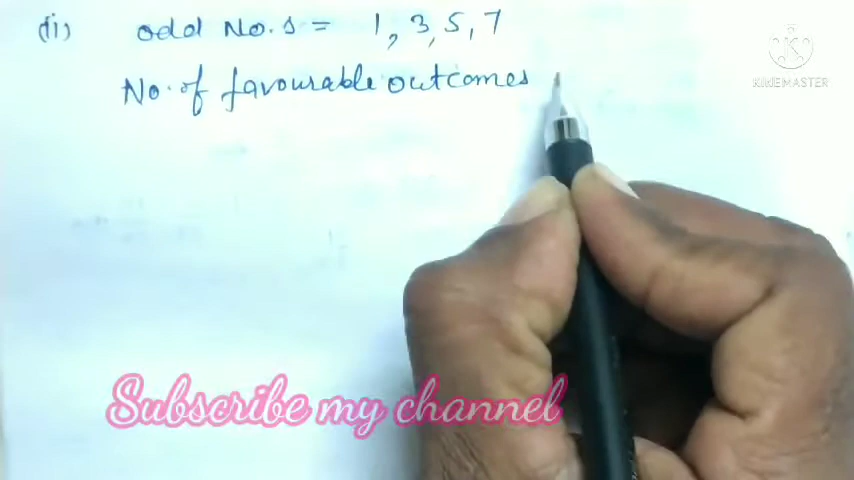 (ii) odd No.s = 1, 3, 5, 7
No. of favourable outcomes
KINEMASTER
Subscribe my channel